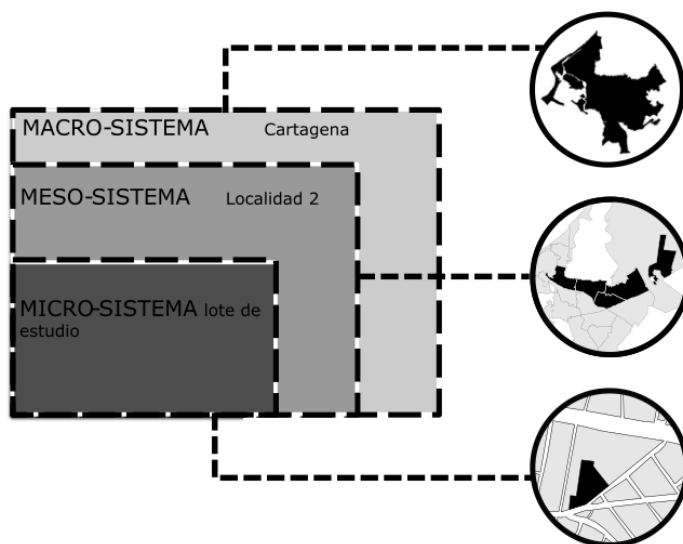 MACRO-SISTEMA Cartagena
MESO-SISTEMA Localidad 2
MICRO-SISTEMA lote de
estudio